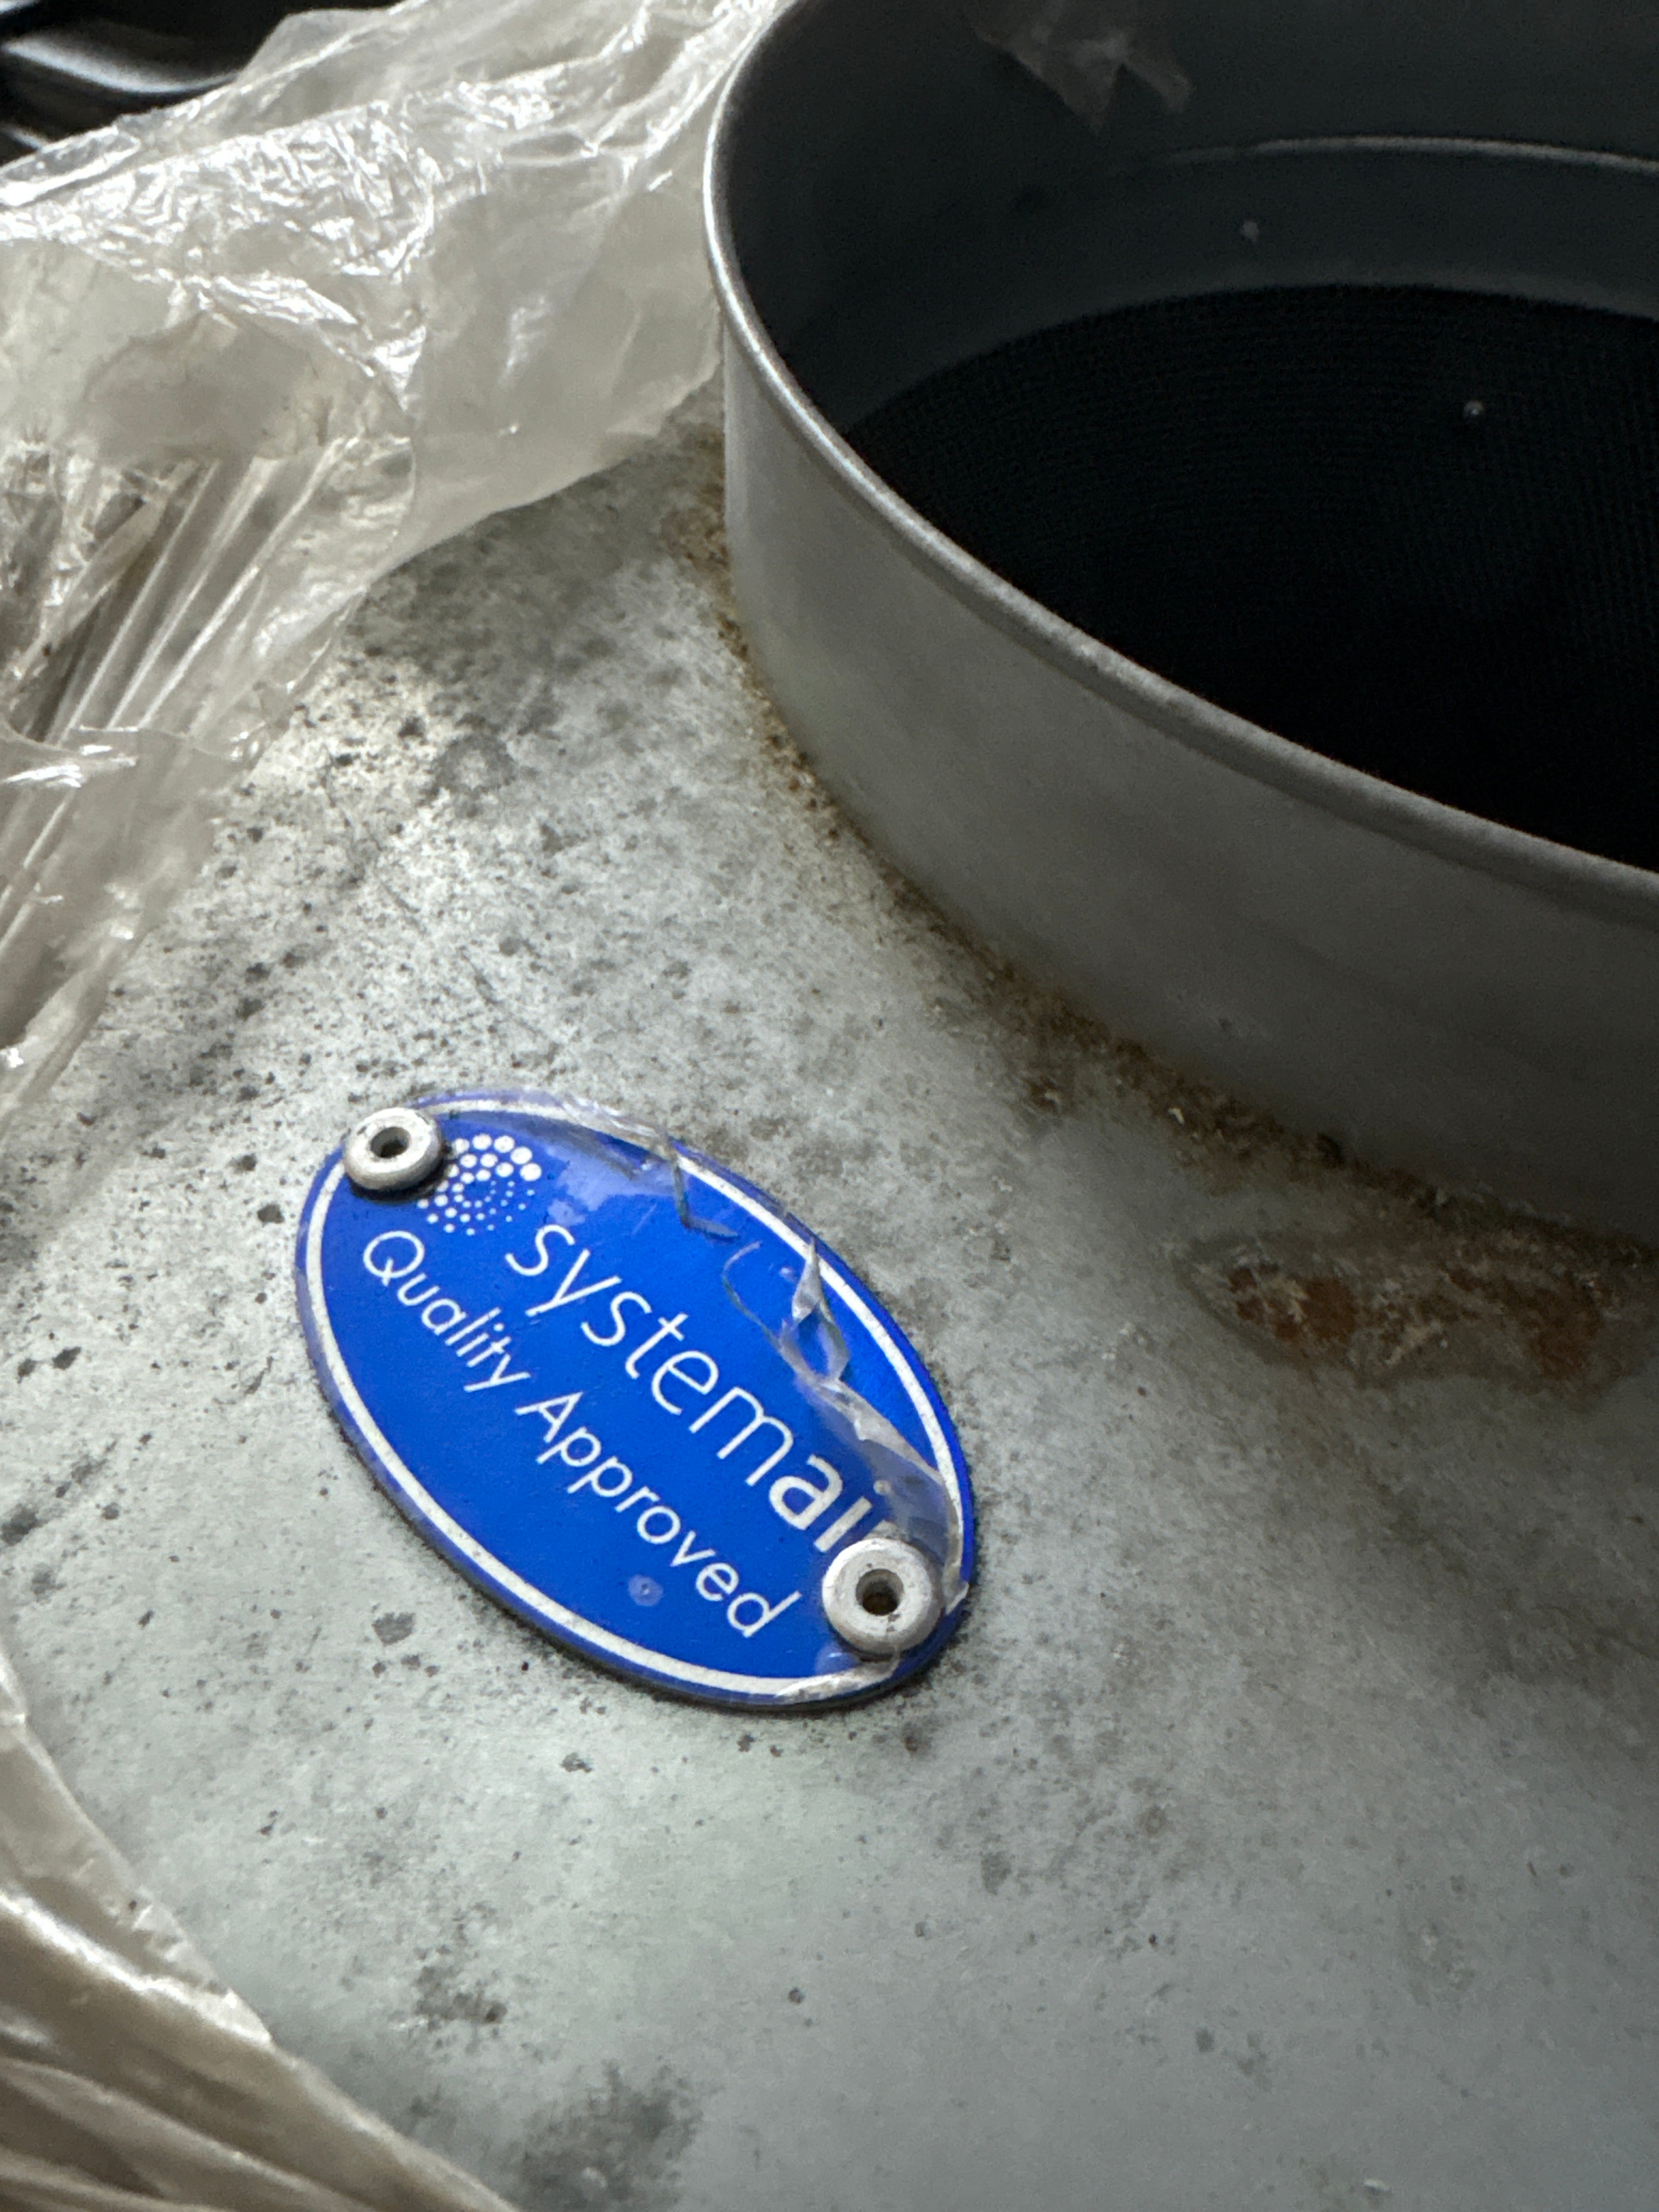 systemair
Quality Approved